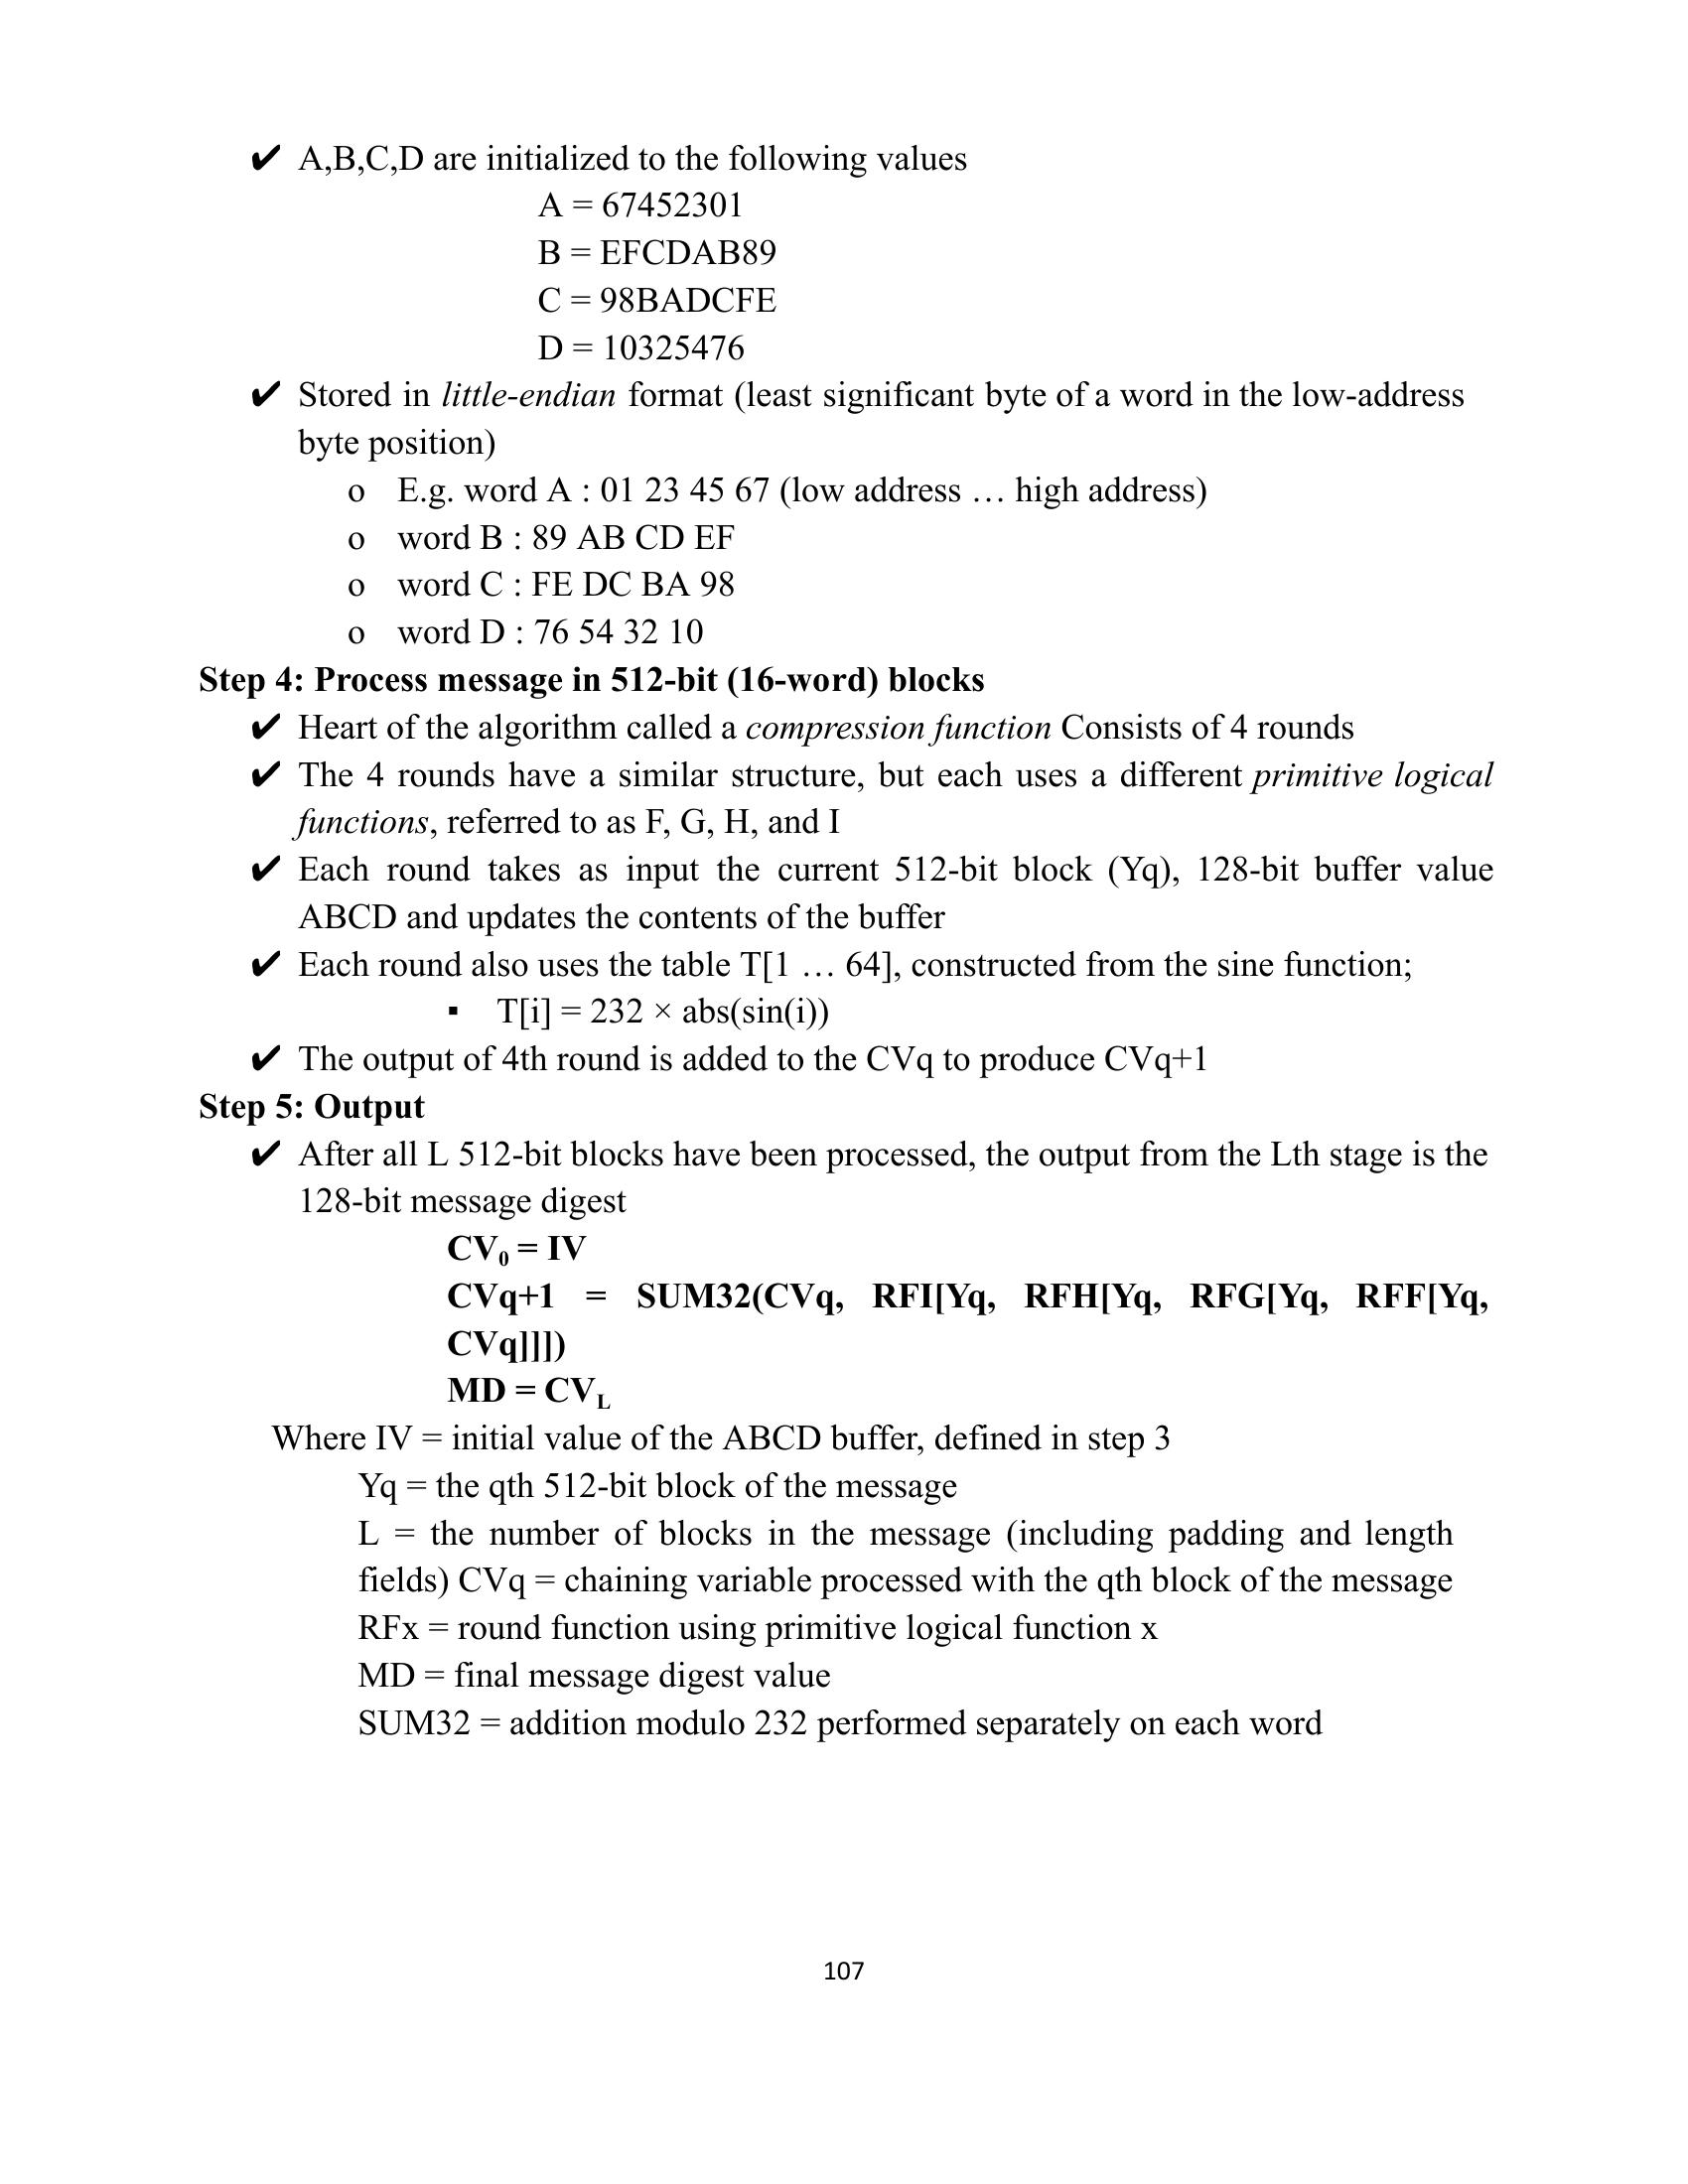 ✔ A,B,C,D are initialized to the following values
A = 67452301
B = EFCDAB89
C = 98BADCFE
D = 10325476
✔ Stored in little-endian format (least significant byte of a word in the low-address
byte position)
o E.g. word A : 01 23 45 67 (low address … high address)
o word B : 89 AB CD EF
o word C : FE DC BA 98
o word D : 76 54 32 10
Step 4: Process message in 512-bit (16-word) blocks
✔ Heart of the algorithm called a compression function Consists of 4 rounds
✔ The 4 rounds have a similar structure, but each uses a different primitive logical
functions, referred to as F, G, H, and I
✔ Each round takes as input the current 512-bit block (Yq), 128-bit buffer value
ABCD and updates the contents of the buffer
✔ Each round also uses the table T[1 … 64], constructed from the sine function;
▪ T[i] = 232 × abs(sin(i))
✔ The output of 4th round is added to the CVq to produce CVq+1
Step 5: Output
✔ After all L 512-bit blocks have been processed, the output from the Lth stage is the
128-bit message digest
CV₀ = IV
CVq+1 = SUM32(CVq, RFI[Yq, RFH[Yq, RFG[Yq, RFF[Yq,
CVq]]]])
MD = CV_L
Where IV = initial value of the ABCD buffer, defined in step 3
Yq = the qth 512-bit block of the message
L = the number of blocks in the message (including padding and length
fields) CVq = chaining variable processed with the qth block of the message
RFx = round function using primitive logical function x
MD = final message digest value
SUM32 = addition modulo 232 performed separately on each word
107